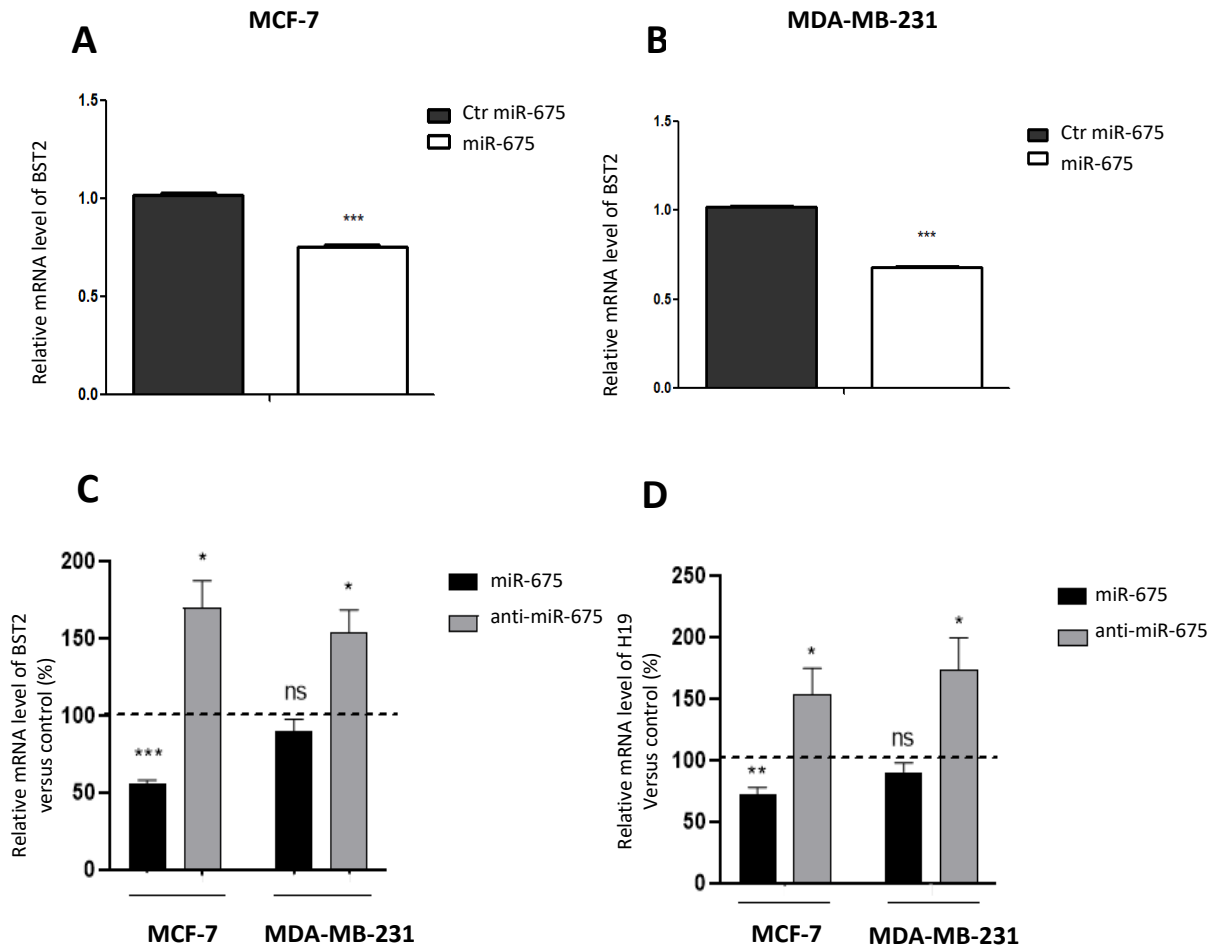 MCF-7
MDA-MB-231
A
B
1.5
1.0
0.5
0.0
Relative mRNA level of BST2
***
Ctr miR-675
miR-675
1.5
1.0
0.5
0.0
Relative mRNA level of BST2
***
Ctr miR-675
miR-675
C
D
200
150
100
50
0
Relative mRNA level of BST2
versus control (%)
***
*
ns
*
miR-675
anti-miR-675
MCF-7
MDA-MB-231
250
200
150
100
50
0
Relative mRNA level of H19
Versus control (%)
**
*
ns
*
miR-675
anti-miR-675
MCF-7
MDA-MB-231